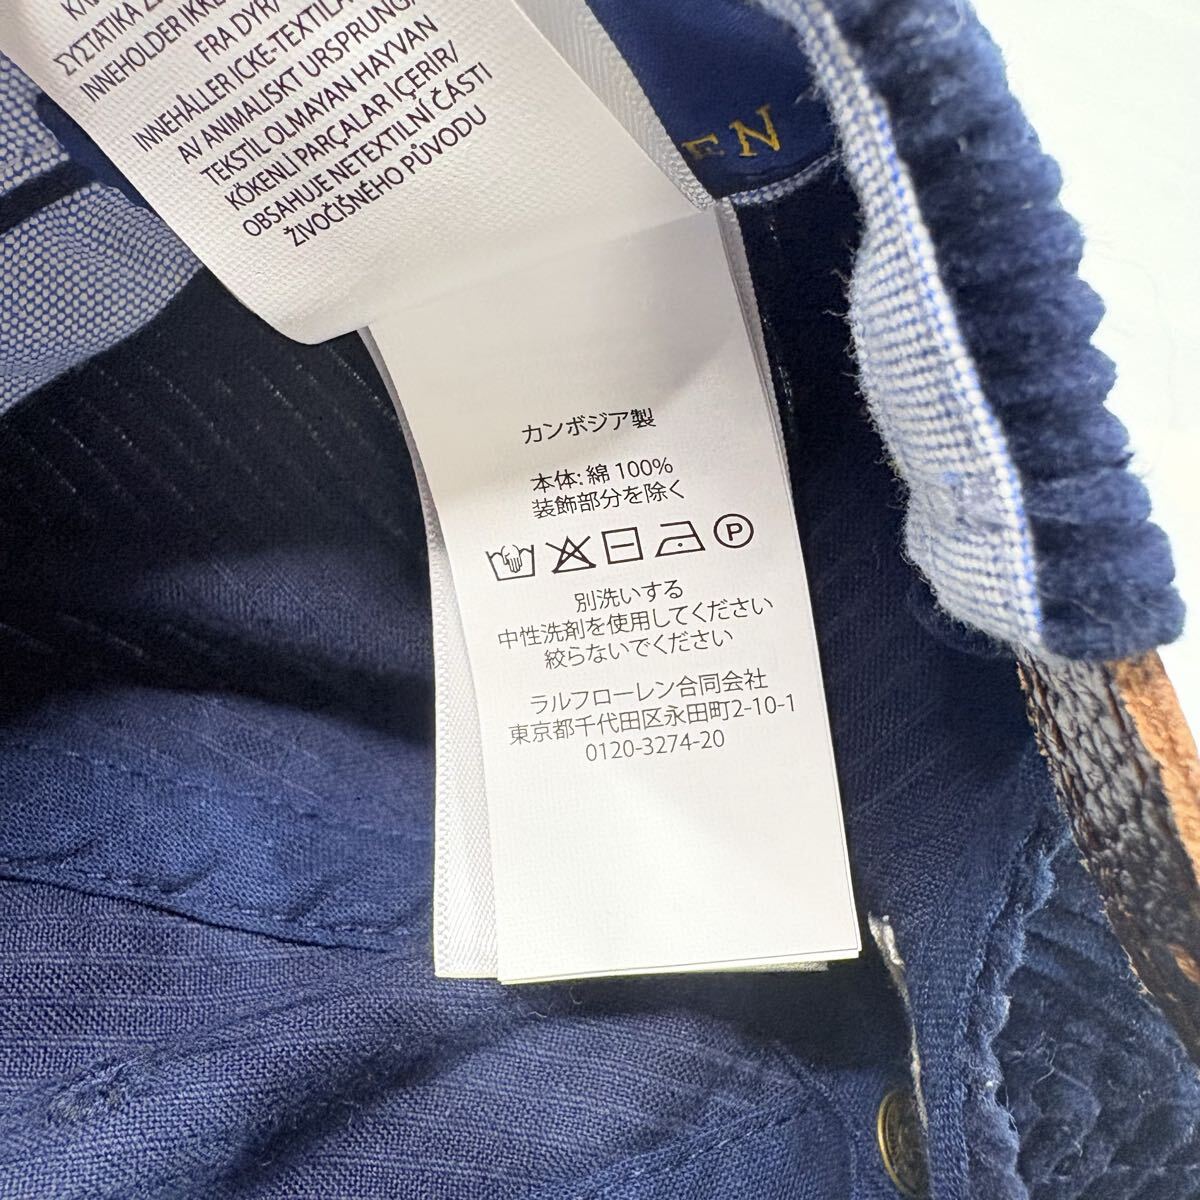 ΣΥΣΤΑΤΙΚΑ
INNEHOLDER IKKE
FRA DYR/
INNEHÅLLER ICKE-TEXTILA
AV ANIMALISKT URSPRUNG/
TEKSTİL OLMAYAN HAYVAN
KÖKENLİ PARÇALAR İÇERİR/
OBSAHUJE NETEXTILNÍ ČÁSTI
ŽIVOČIŠNÉHO PŮVODU
EN
カンボジア製
本体: 綿 100%
装飾部分を除く
P
別洗いする
中性洗剤を使用してください
絞らないでください
ラルフローレン合同会社
東京都千代田区永田町2-10-1
0120-3274-20